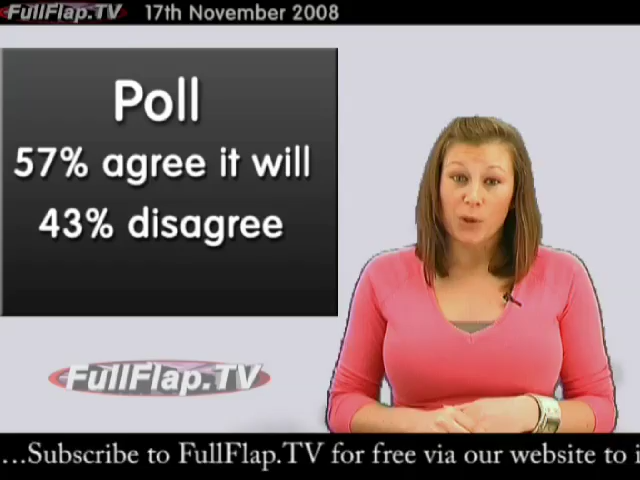 FullFlap.TV 17th November 2008
Poll
57% agree it will
43% disagree
FullFlap.TV
...Subscribe to FullFlap.TV for free via our website to i